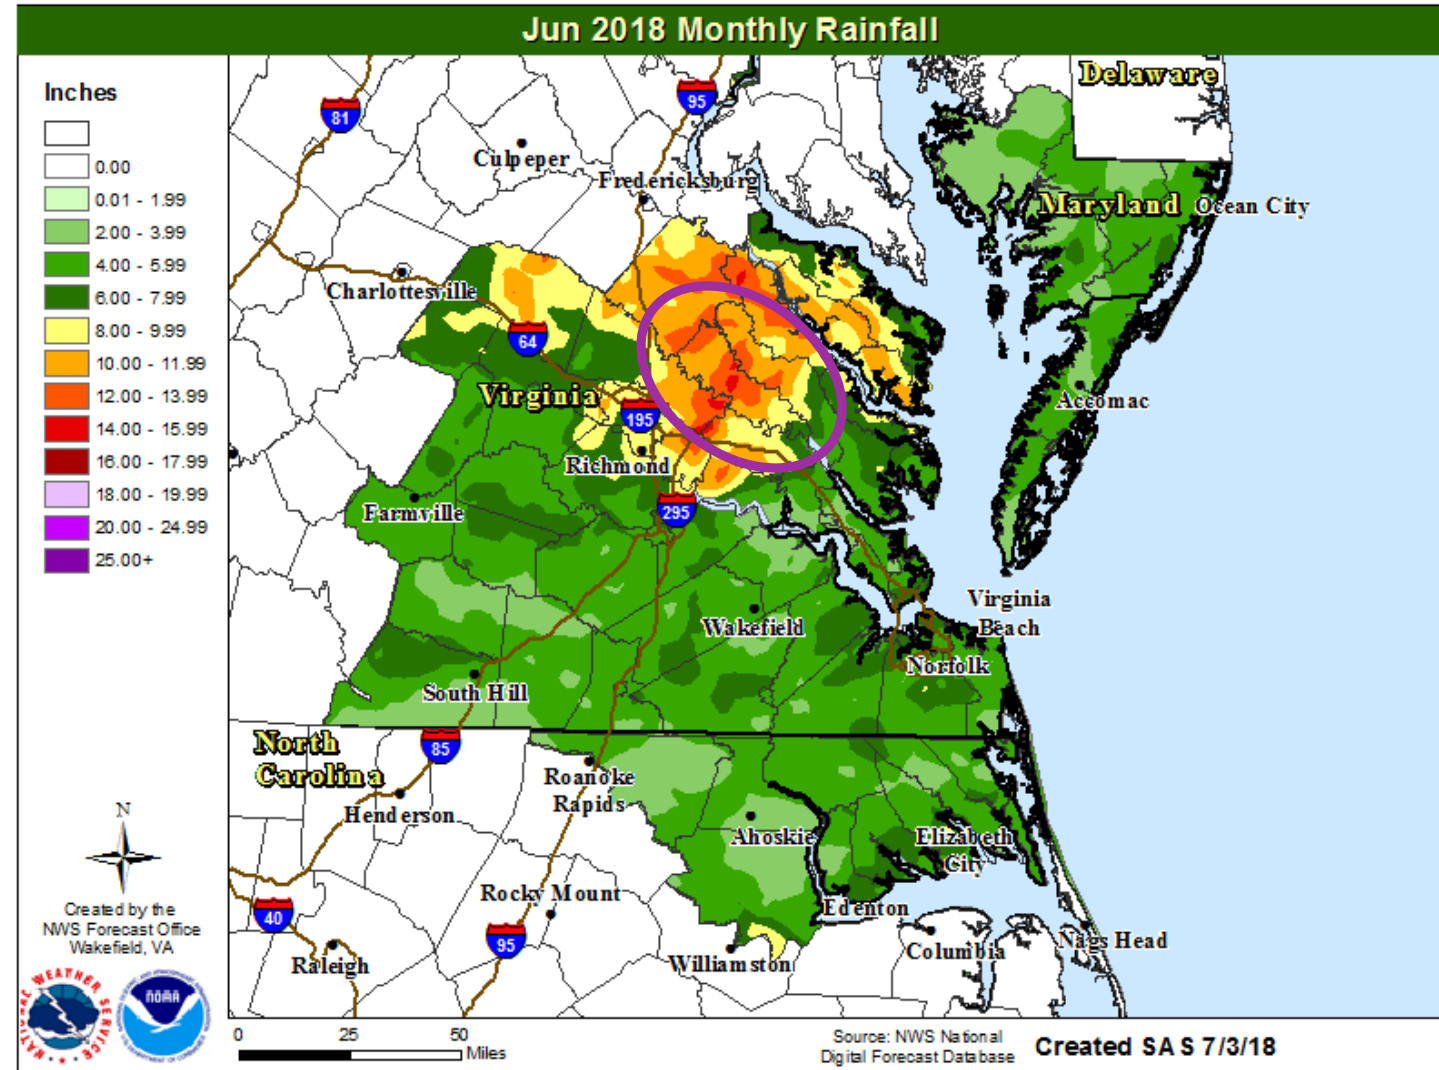 Jun 2018 Monthly Rainfall
Inches
0.00
0.01 - 1.99
2.00 - 3.99
4.00 - 5.99
6.00 - 7.99
8.00 - 9.99
10.00 - 11.99
12.00 - 13.99
14.00 - 15.99
16.00 - 17.99
18.00 - 19.99
20.00 - 24.99
25.00+
N
Created by the
NWS Forecast Office
Wakefield, VA
NATIONAL WEATHER SERVICE
NOAA
81
95
Delaware
Culpeper
Fredericksburg
Maryland
Ocean City
Charlottesville
64
Virginia
195
Accomac
Richmond
Farmville
295
Virginia
Beach
Wakefield
Norfolk
South Hill
North
Carolina
85
Roanoke
Rapids
Henderson
Ahoskie
Elizabeth
City
Rocky Mount
Edenton
40
95
Raleigh
Williamston
Columbia
Nags Head
0
25
50
Miles
Source: NWS National
Digital Forecast Database
Created SAS 7/3/18